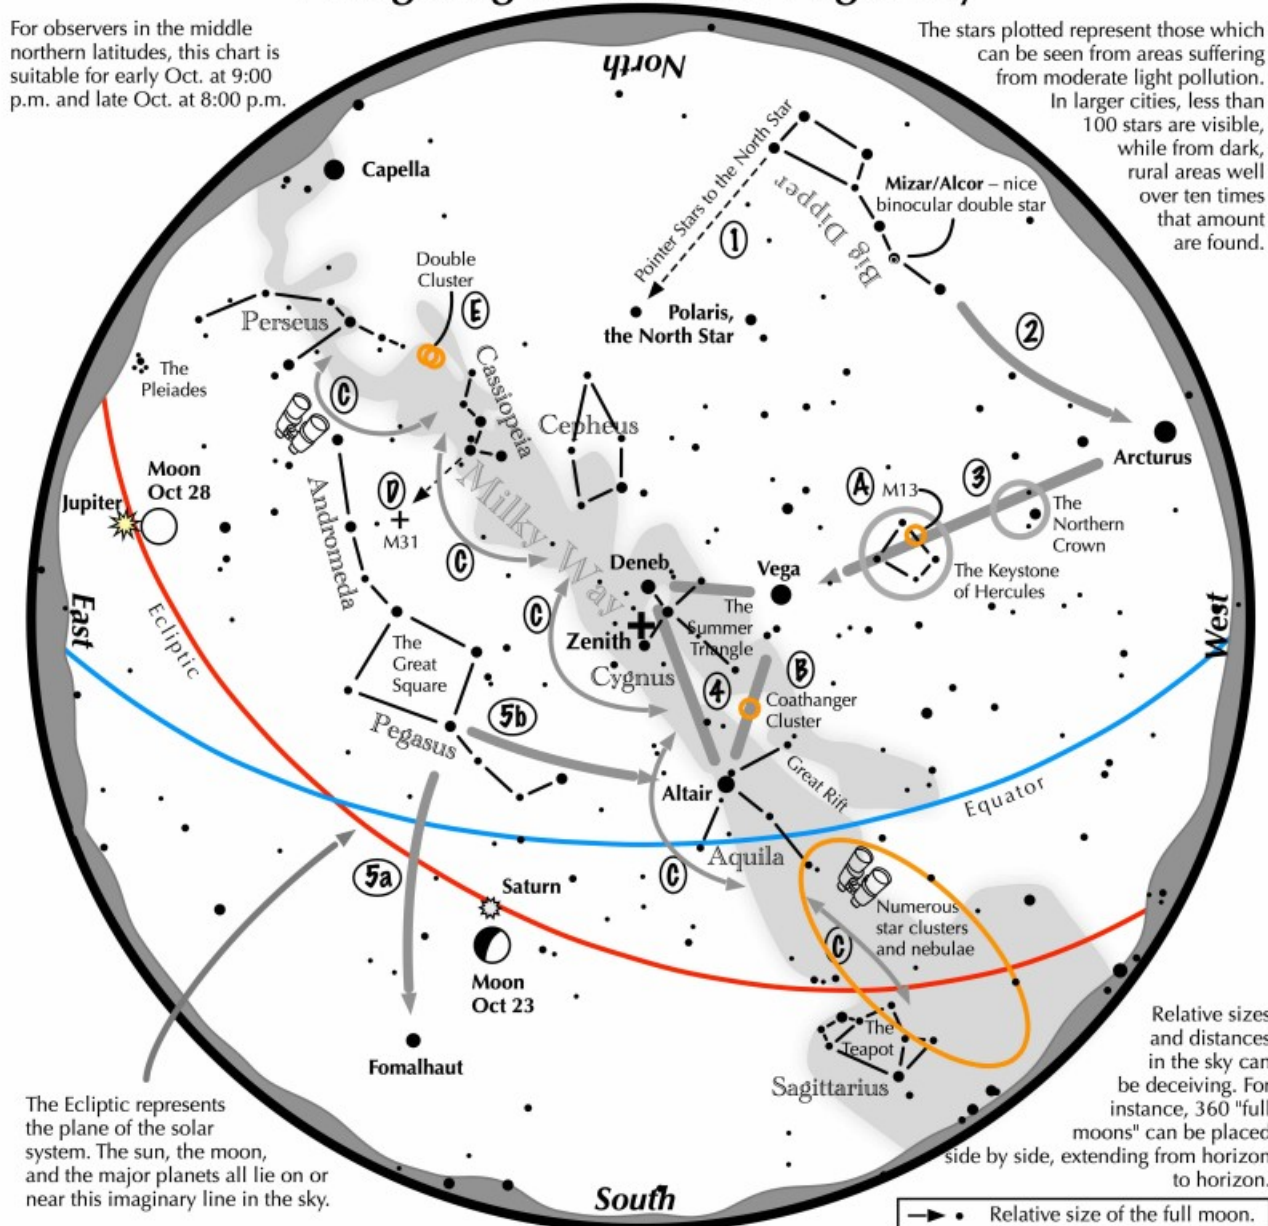 For observers in the middle
northern latitudes, this chart is
suitable for early Oct. at 9:00
p.m. and late Oct. at 8:00 p.m.
The stars plotted represent those which
can be seen from areas suffering
from moderate light pollution.
In larger cities, less than
100 stars are visible,
while from dark,
rural areas well
over ten times
that amount
are found.
North
Capella
Pointer Stars to the North Star
1
Big Dipper
Mizar/Alcor – nice
binocular double star
Double
Cluster
E
Perseus
Polaris,
the North Star
2
The
Pleiades
C
Cassiopeia
Cepheus
Arcturus
Moon
Oct 28
Jupiter
Andromeda
D
M31
Milky Way
C
A
M13
3
The
Northern
Crown
The Keystone
of Hercules
Deneb
Vega
East
Ecliptic
C
Zenith
The
Summer
Triangle
West
The
Great
Square
Cygnus
4
B
Coathanger
Cluster
Pegasus
5b
Great Rift
Altair
Equator
Aquila
C
5a
Saturn
Numerous
star clusters
and nebulae
C
Moon
Oct 23
The
Teapot
Sagittarius
Fomalhaut
The Ecliptic represents
the plane of the solar
system. The sun, the moon,
and the major planets all lie on or
near this imaginary line in the sky.
Relative sizes
and distances
in the sky can
be deceiving. For
instance, 360 "full
moons" can be placed
side by side, extending from horizon
to horizon.
South
Relative size of the full moon.